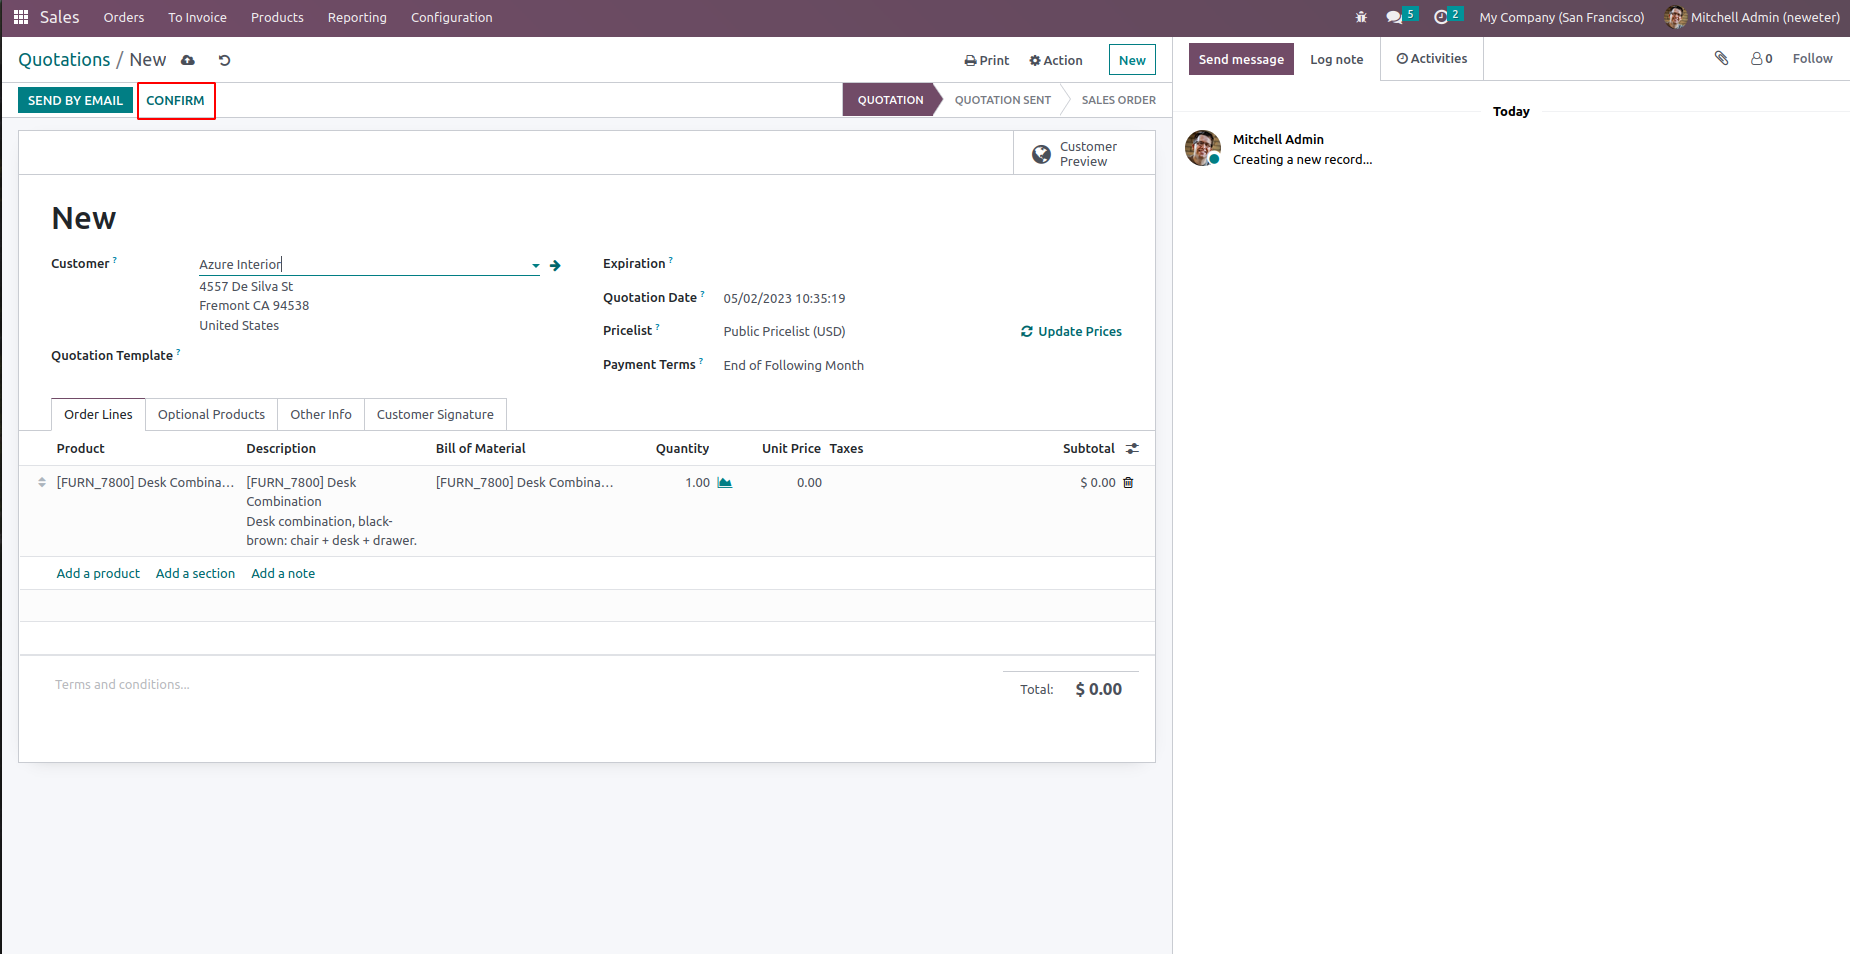 Sales Orders To Invoice Products Reporting Configuration 5 2 My Company (San Francisco) Mitchell Admin (neweter)
Quotations / New Print Action New
SEND BY EMAIL CONFIRM QUOTATION QUOTATION SENT SALES ORDER
Customer
Preview
New
Customer ? Azure Interior
4557 De Silva St
Fremont CA 94538
United States
Quotation Template ?
Expiration ?
Quotation Date ? 05/02/2023 10:35:19
Pricelist ? Public Pricelist (USD) Update Prices
Payment Terms ? End of Following Month
Order Lines Optional Products Other Info Customer Signature
Product Description Bill of Material Quantity Unit Price Taxes Subtotal
[FURN_7800] Desk Combina... [FURN_7800] Desk [FURN_7800] Desk Combina... 1.00 0.00 $ 0.00
Combination
Desk combination, black-
brown: chair + desk + drawer.
Add a product Add a section Add a note
Terms and conditions...
Total: $ 0.00
Send message Log note Activities 0 Follow
Today
Mitchell Admin
Creating a new record...